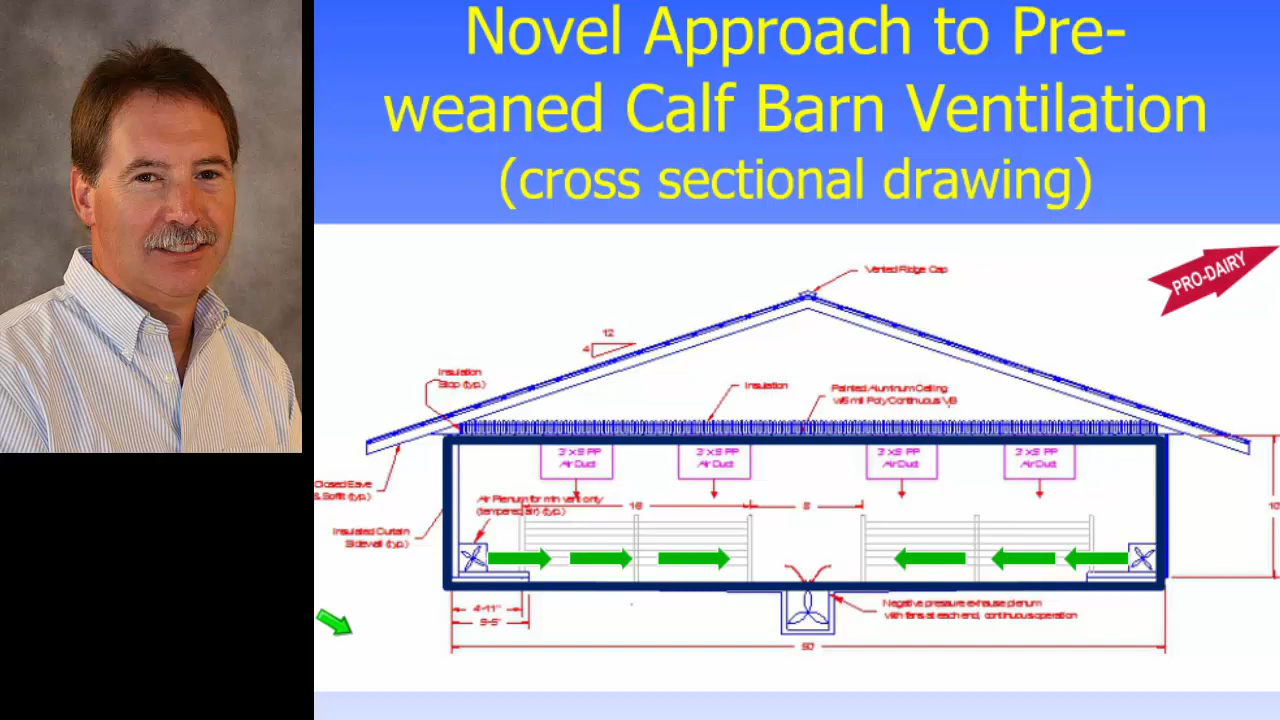 Novel Approach to Pre-
weaned Calf Barn Ventilation
(cross sectional drawing)
PRO-DAIRY
Vented Ridge Cap
12
4
Insulation
Stop (typ.)
Insulation
Painted Aluminum Ceiling
w/6 mil Poly Continuous VB
3' x 5' PP
Air Duct
3' x 5' PP
Air Duct
3' x 5' PP
Air Duct
3' x 5' PP
Air Duct
Closed Eave
& Soffit (typ.)
Air Plenum for min vent only
(tempered air) (typ.)
16
8
10'
Insulated Curtain
Sidewall (typ.)
Negative pressure exhause plenum
with fans at each end, continuous operation
4'-11"
50'